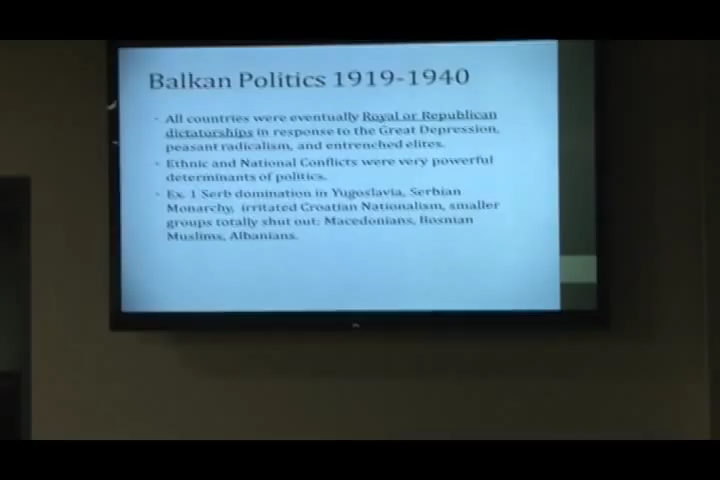 Balkan Politics 1919-1940
All countries were eventually Royal or Republican
dictatorships in response to the Great Depression,
peasant radicalism, and entrenched elites.
Ethnic and National Conflicts were very powerful
determinants of politics.
Ex. 1 Serb domination in Yugoslavia, Serbian
Monarchy, irritated Croatian Nationalism, smaller
groups totally shut out: Macedonians, Bosnian
Muslims, Albanians.